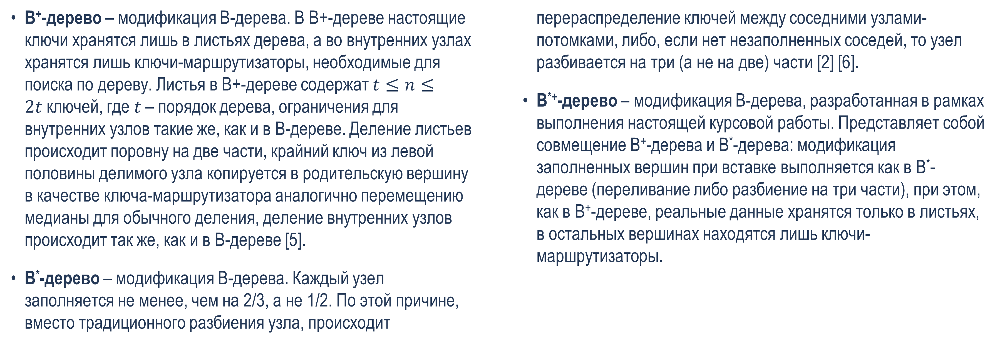 • B⁺-дерево – модификация B-дерева. В B+-дереве настоящие
ключи хранятся лишь в листьях дерева, а во внутренних узлах
хранятся лишь ключи-маршрутизаторы, необходимые для
поиска по дереву. Листья в B+-дереве содержат t ≤ n ≤
2t ключей, где t – порядок дерева, ограничения для
внутренних узлов такие же, как и в B-дереве. Деление листьев
происходит поровну на две части, крайний ключ из левой
половины делимого узла копируется в родительскую вершину
в качестве ключа-маршрутизатора аналогично перемещению
медианы для обычного деления, деление внутренних узлов
происходит так же, как и в B-дереве [5].
• B*-дерево – модификация B-дерева. Каждый узел
заполняется не менее, чем на 2/3, а не 1/2. По этой причине,
вместо традиционного разбиения узла, происходит
перераспределение ключей между соседними узлами-
потомками, либо, если нет незаполненных соседей, то узел
разбивается на три (а не на две) части [2] [6].
• B*⁺-дерево – модификация B-дерева, разработанная в рамках
выполнения настоящей курсовой работы. Представляет собой
совмещение B⁺-дерева и B*-дерева: модификация
заполненных вершин при вставке выполняется как в B*-
дереве (переливание либо разбиение на три части), при этом,
как в B⁺-дереве, реальные данные хранятся только в листьях,
в остальных вершинах находятся лишь ключи-
маршрутизаторы.